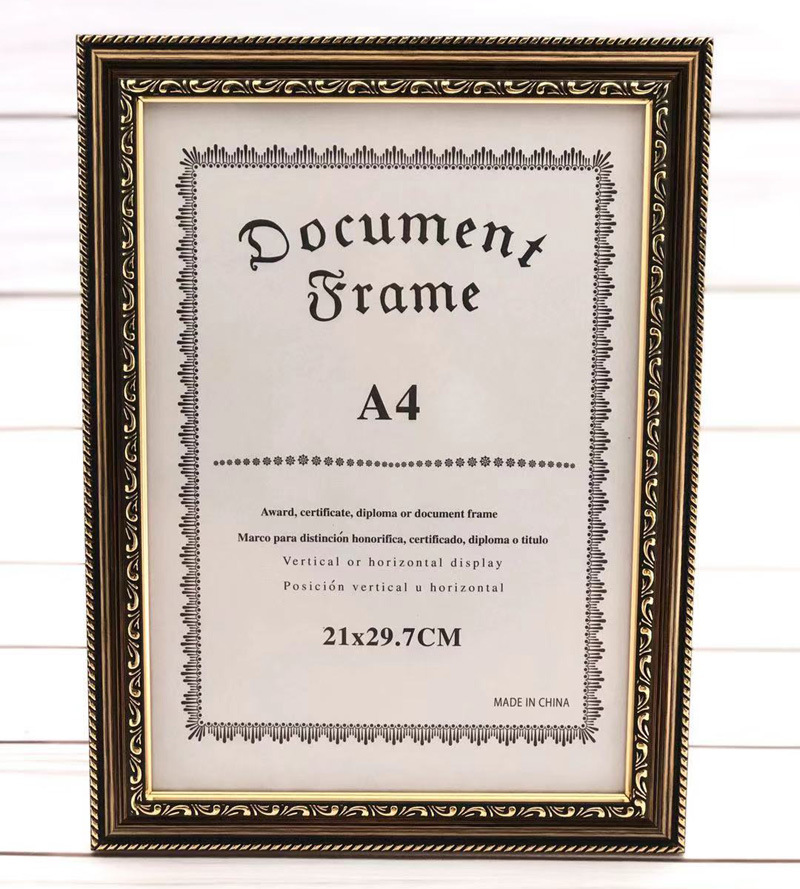 Document
Frame
A4
Award, certificate, diploma or document frame
Marco para distinción honorifica, certificado, diploma o titulo
Vertical or horizontal display
Posición vertical u horizontal
21x29.7CM
MADE IN CHINA